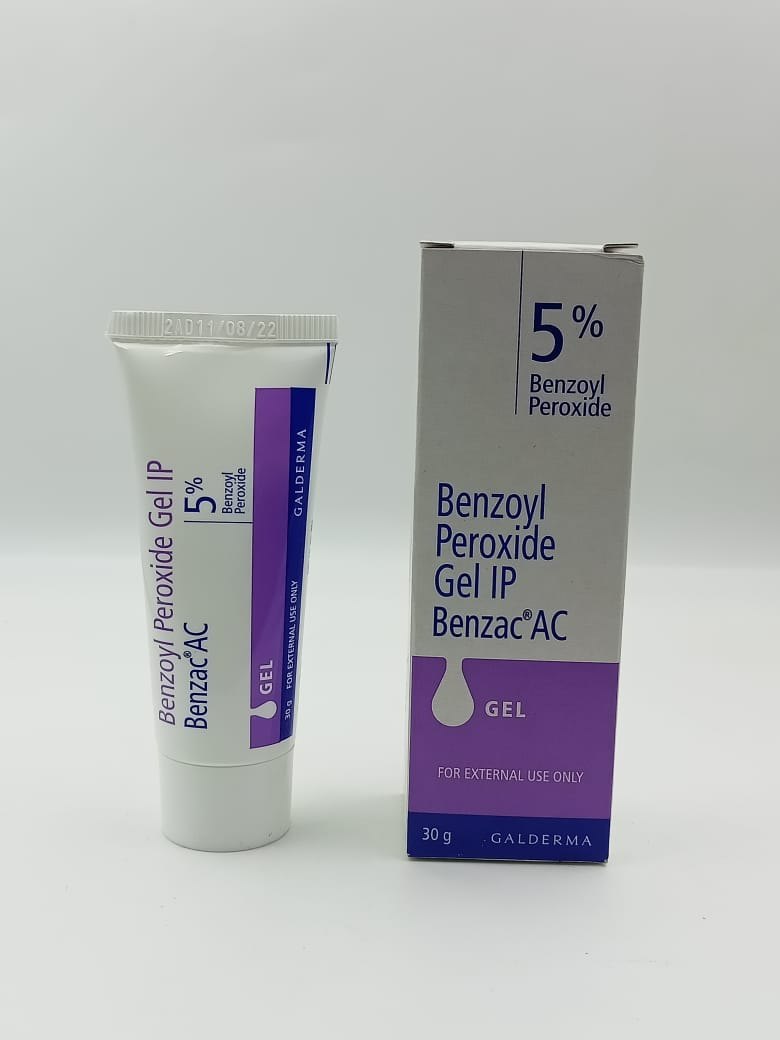 2AD11/08/22
Benzoyl Peroxide Gel IP
Benzac®AC
5%
Benzoyl
Peroxide
GEL
GALDERMA
30 g FOR EXTERNAL USE ONLY
5%
Benzoyl
Peroxide
Benzoyl
Peroxide
Gel IP
Benzac®AC
GEL
FOR EXTERNAL USE ONLY
30 g GALDERMA